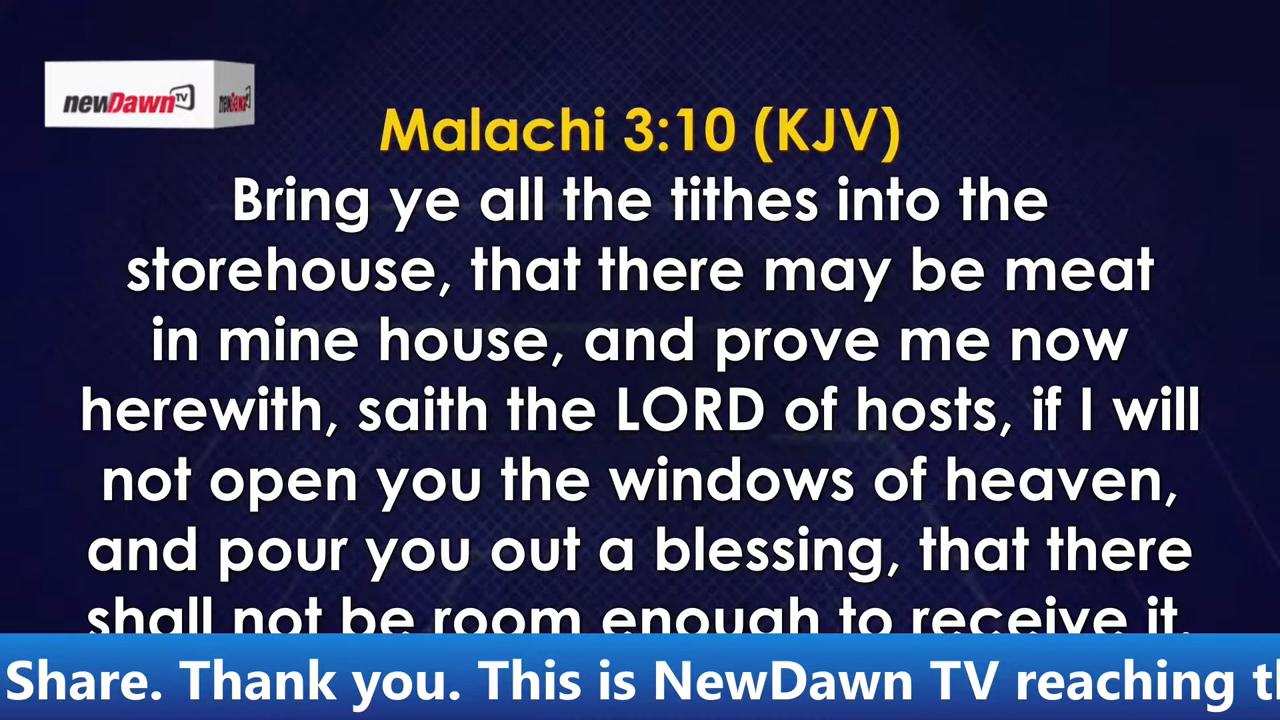 newDawn TV
newDawn
Malachi 3:10 (KJV)
Bring ye all the tithes into the
storehouse, that there may be meat
in mine house, and prove me now
herewith, saith the LORD of hosts, if I will
not open you the windows of heaven,
and pour you out a blessing, that there
shall not be room enough to receive it.
Share. Thank you. This is NewDawn TV reaching